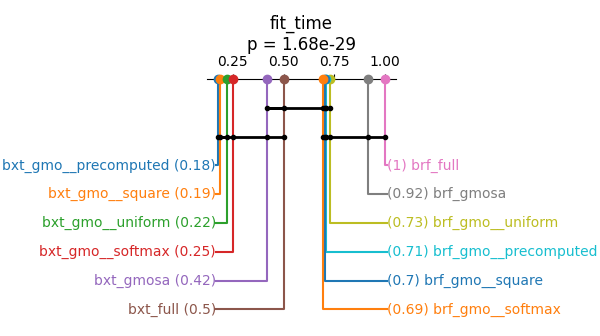 fit_time
p = 1.68e-29
0.25 0.50 0.75 1.00
bxt_gmo__precomputed (0.18)
(1) brf_full
bxt_gmo__square (0.19)
(0.92) brf_gmosa
bxt_gmo__uniform (0.22)
(0.73) brf_gmo__uniform
bxt_gmo__softmax (0.25)
(0.71) brf_gmo__precomputed
bxt_gmosa (0.42)
(0.7) brf_gmo__square
bxt_full (0.5)
(0.69) brf_gmo__softmax